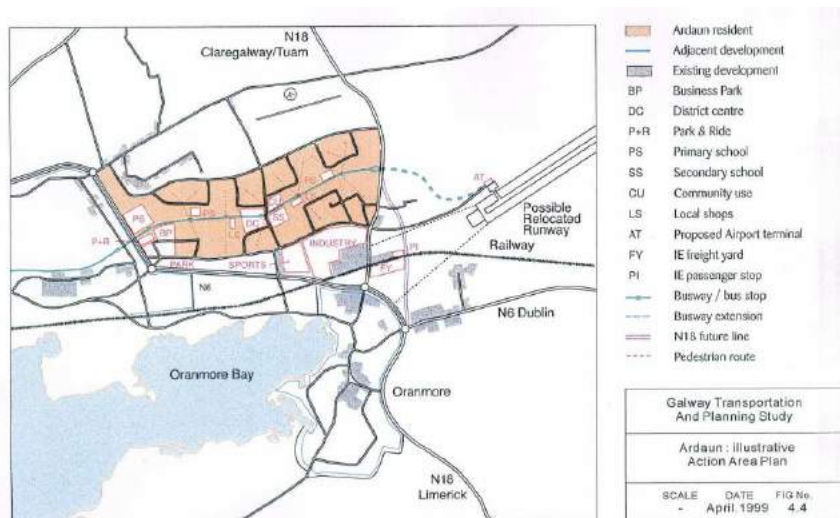 N18
Claregalway/Tuam
AT
PS
CU
PS
PS
DC
SS
LS
BP
P+R
Possible
Relocated
Runway
INDUSTRY
PI
Railway
PARK
SPORTS
FY
N6
N6 Dublin
Oranmore Bay
Oranmore
N18
Limerick
Ardaun resident
Adjacent development
Existing development
BP Business Park
DC District centre
P+R Park & Ride
PS Primary school
SS Secondary school
CU Community use
LS Local shops
AT Proposed Airport terminal
FY IE freight yard
PI IE passenger stop
Busway / bus stop
Busway extension
N18 future line
Pedestrian route
Galway Transportation
And Planning Study
Ardaun : illustrative
Action Area Plan
SCALE DATE FIG No.
- April 1999 4.4